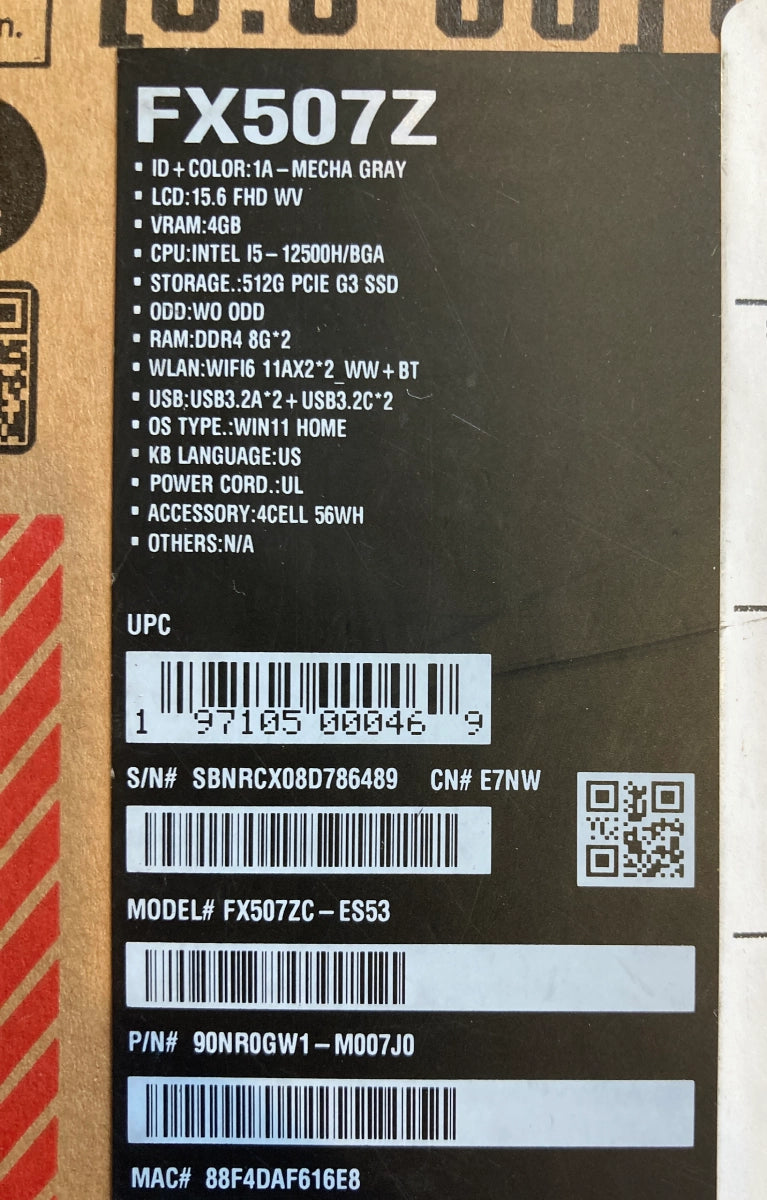 n.
FX507Z
▪ ID+COLOR:1A-MECHA GRAY
▪ LCD:15.6 FHD WV
▪ VRAM:4GB
▪ CPU:INTEL I5-12500H/BGA
▪ STORAGE.:512G PCIE G3 SSD
▪ ODD:WO ODD
▪ RAM:DDR4 8G*2
▪ WLAN:WIFI6 11AX2*2_WW+BT
▪ USB:USB3.2A*2+USB3.2C*2
▪ OS TYPE.:WIN11 HOME
▪ KB LANGUAGE:US
▪ POWER CORD.:UL
▪ ACCESSORY:4CELL 56WH
▪ OTHERS:N/A
UPC
1 97105 00046 9
S/N# SBNRCX08D786489 CN# E7NW
MODEL# FX507ZC-ES53
P/N# 90NR0GW1-M007J0
MAC# 88F4DAF616E8